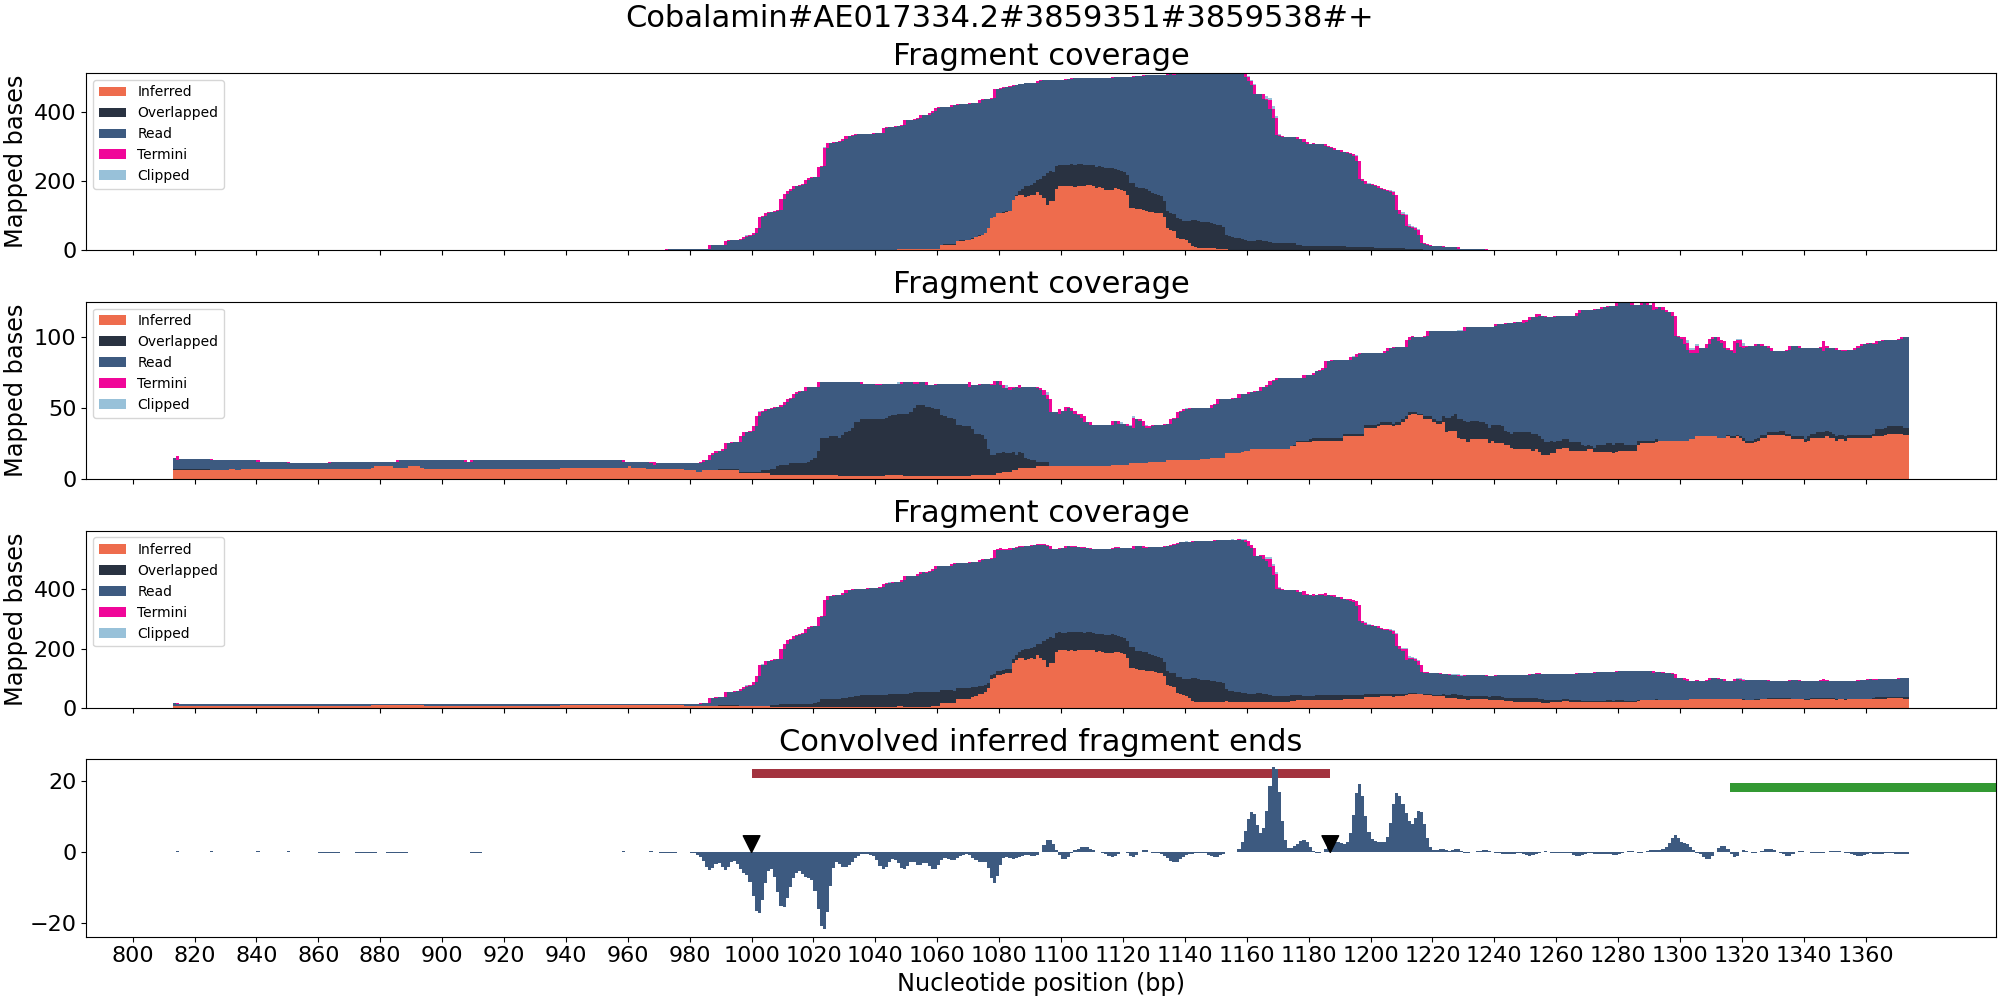 Cobalamin#AE017334.2#3859351#3859538#+
Fragment coverage
Mapped bases
400
200
0
Inferred
Overlapped
Read
Termini
Clipped
Fragment coverage
Mapped bases
100
50
0
Inferred
Overlapped
Read
Termini
Clipped
Fragment coverage
Mapped bases
400
200
0
Inferred
Overlapped
Read
Termini
Clipped
Convolved inferred fragment ends
20
0
−20
800 820 840 860 880 900 920 940 960 980 1000 1020 1040 1060 1080 1100 1120 1140 1160 1180 1200 1220 1240 1260 1280 1300 1320 1340 1360
Nucleotide position (bp)